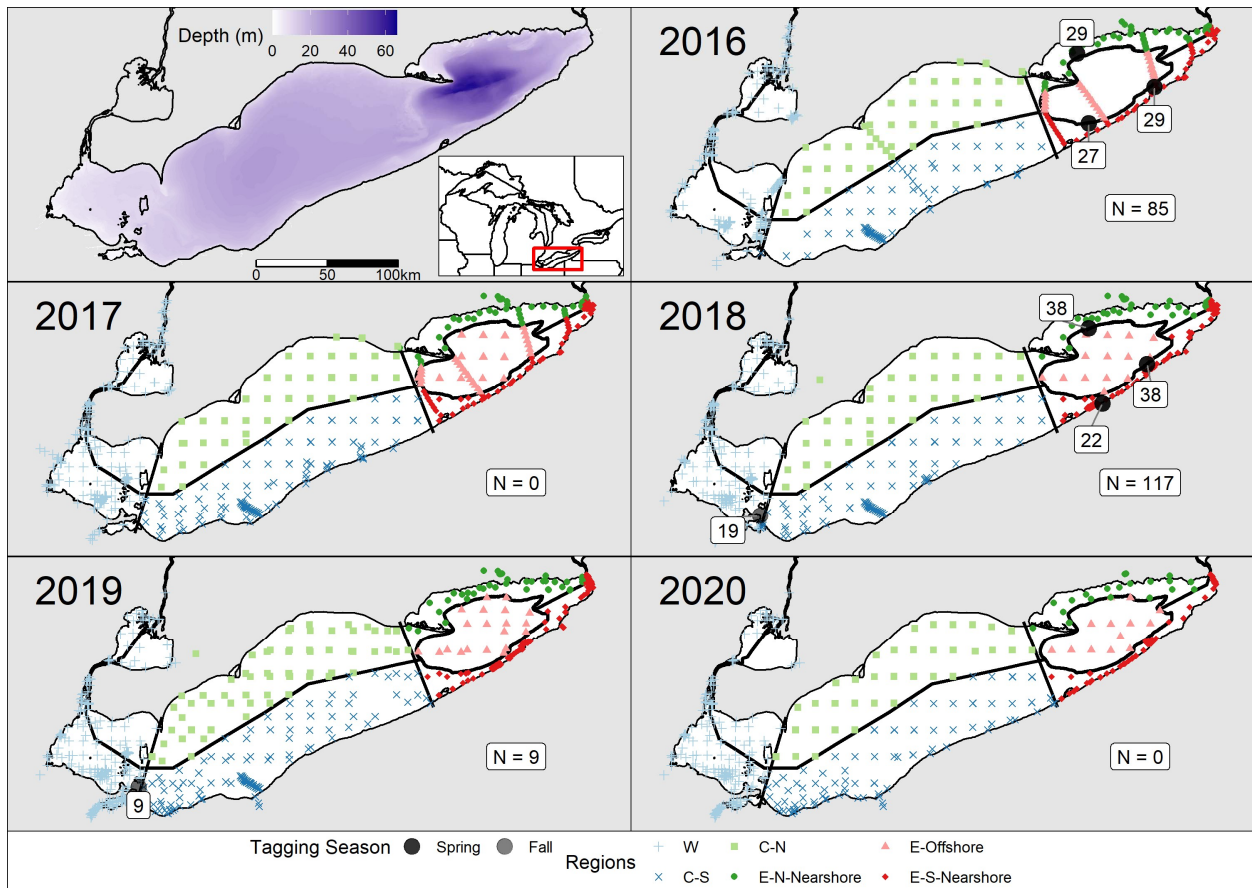 Depth (m)
0 20 40 60
0 50 100km
2016
29
29
27
N = 85
2017
N = 0
2018
38
38
22
N = 117
19
2019
N = 9
9
2020
N = 0
Tagging Season Spring Fall
Regions
W C-N E-Offshore
C-S E-N-Nearshore E-S-Nearshore